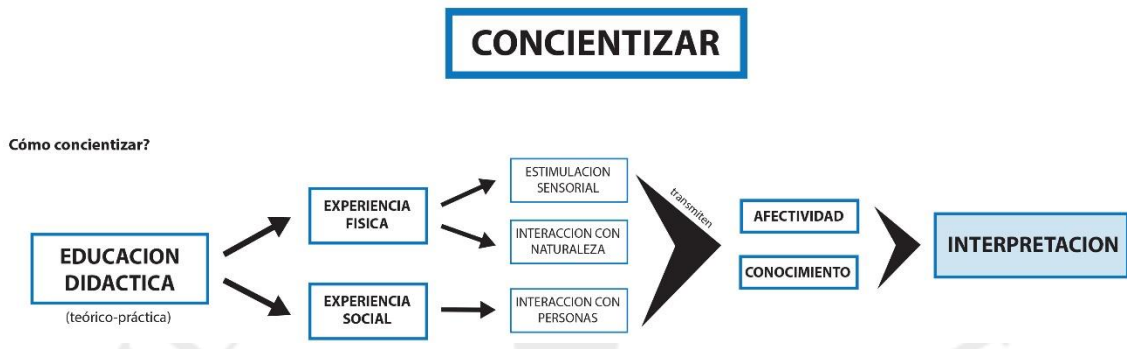 CONCIENTIZAR
Cómo concientizar?
EDUCACION
DIDACTICA
(teórico-práctica)
EXPERIENCIA
FISICA
EXPERIENCIA
SOCIAL
ESTIMULACION
SENSORIAL
INTERACCION CON
NATURALEZA
INTERACCION CON
PERSONAS
transmiten
AFECTIVIDAD
CONOCIMIENTO
INTERPRETACION